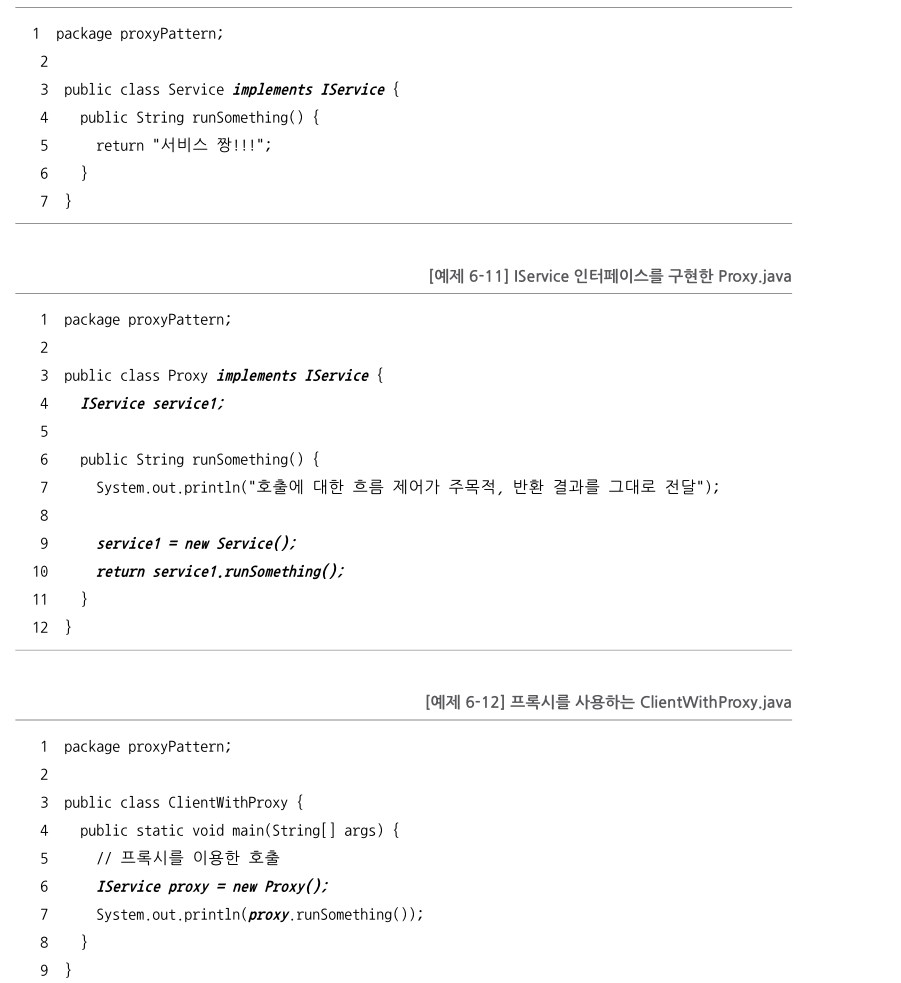 1 package proxyPattern;
2
3 public class Service implements IService {
4 public String runSomething() {
5 return "서비스 짱!!!";
6 }
7 }
[예제 6-11] IService 인터페이스를 구현한 Proxy.java
1 package proxyPattern;
2
3 public class Proxy implements IService {
4 IService service1;
5
6 public String runSomething() {
7 System.out.println("호출에 대한 흐름 제어가 주목적, 반환 결과를 그대로 전달");
8
9 service1 = new Service();
10 return service1.runSomething();
11 }
12 }
[예제 6-12] 프록시를 사용하는 ClientWithProxy.java
1 package proxyPattern;
2
3 public class ClientWithProxy {
4 public static void main(String[] args) {
5 // 프록시를 이용한 호출
6 IService proxy = new Proxy();
7 System.out.println(proxy.runSomething());
8 }
9 }